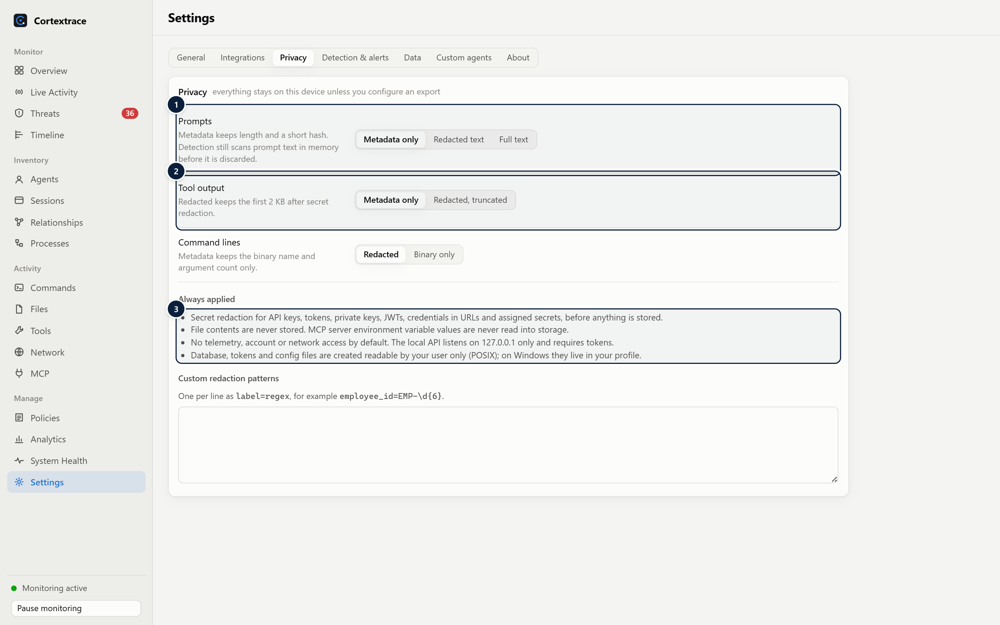 Cortextrace
Monitor
Overview
Live Activity
Threats 36
Timeline
Inventory
Agents
Sessions
Relationships
Processes
Activity
Commands
Files
Tools
Network
MCP
Manage
Policies
Analytics
System Health
Settings
Monitoring active
Pause monitoring
Settings
General Integrations Privacy Detection & alerts Data Custom agents About
Privacy everything stays on this device unless you configure an export
1
Prompts
Metadata keeps length and a short hash.
Detection still scans prompt text in memory
before it is discarded.
Metadata only Redacted text Full text
2
Tool output
Redacted keeps the first 2 KB after secret
redaction.
Metadata only Redacted, truncated
Command lines
Metadata keeps the binary name and
argument count only.
Redacted Binary only
Always applied
3
Secret redaction for API keys, tokens, private keys, JWTs, credentials in URLs and assigned secrets, before anything is stored.
File contents are never stored. MCP server environment variable values are never read into storage.
No telemetry, account or network access by default. The local API listens on 127.0.0.1 only and requires tokens.
Database, tokens and config files are created readable by your user only (POSIX); on Windows they live in your profile.
Custom redaction patterns
One per line as label=regex, for example employee_id=EMP-\d{6}.